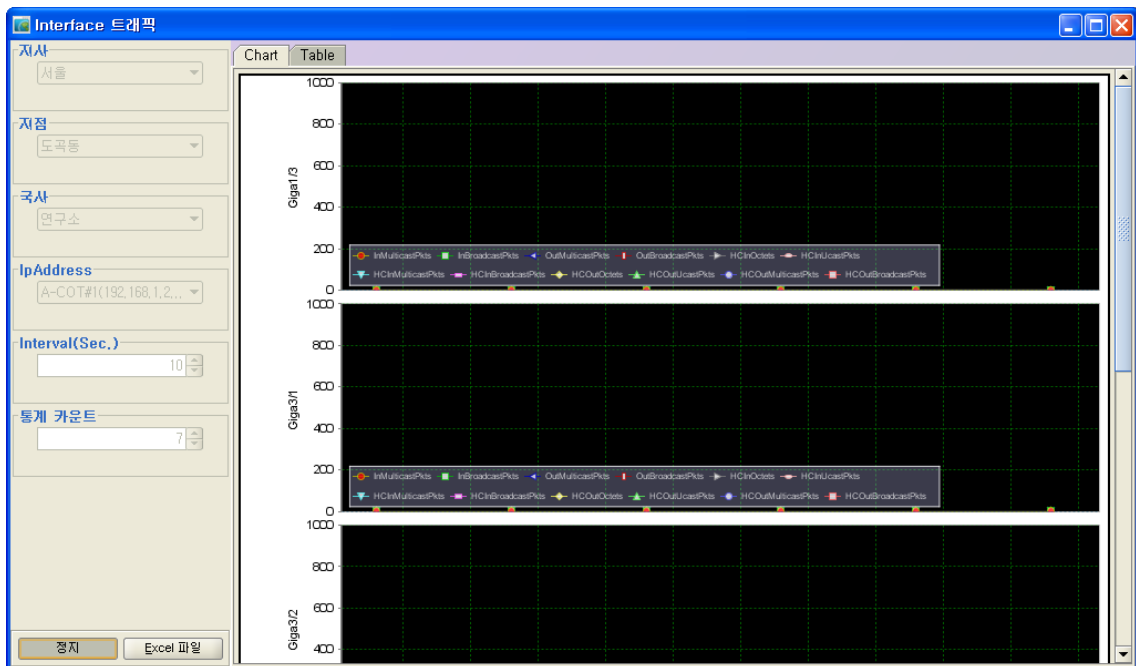 Interface 트래픽
지사
서울
지점
도곡동
국사
연구소
IpAddress
A-COT#1(192,168,1,2,,,
Interval(Sec,)
10
통계 카운트
7
정지
Excel 파일
Chart
Table
Giga1/3
1000
800
600
400
200
0
InMulticastPkts InBroadcastPkts OutMulticastPkts OutBroadcastPkts HCInOctets HCInUcastPkts
HCInMulticastPkts HCInBroadcastPkts HCOutOctets HCOutUcastPkts HCOutMulticastPkts HCOutBroadcastPkts
Giga3/1
1000
800
600
400
200
0
InMulticastPkts InBroadcastPkts OutMulticastPkts OutBroadcastPkts HCInOctets HCInUcastPkts
HCInMulticastPkts HCInBroadcastPkts HCOutOctets HCOutUcastPkts HCOutMulticastPkts HCOutBroadcastPkts
Giga3/2
1000
800
600
400